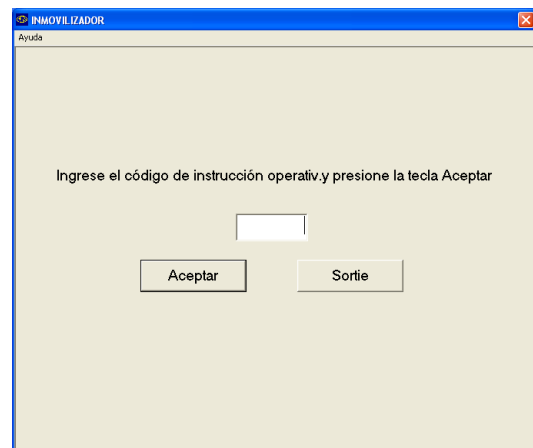 INMOVILIZADOR
Ayuda
Ingrese el código de instrucción operativ.y presione la tecla Aceptar
Aceptar Sortie